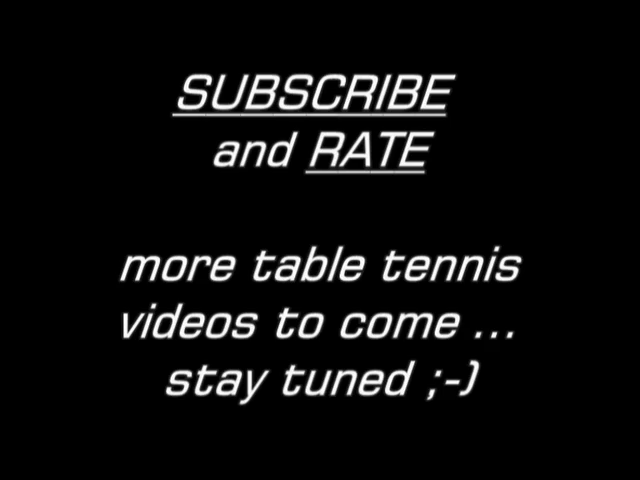 SUBSCRIBE
and RATE
more table tennis
videos to come ...
stay tuned ;-)